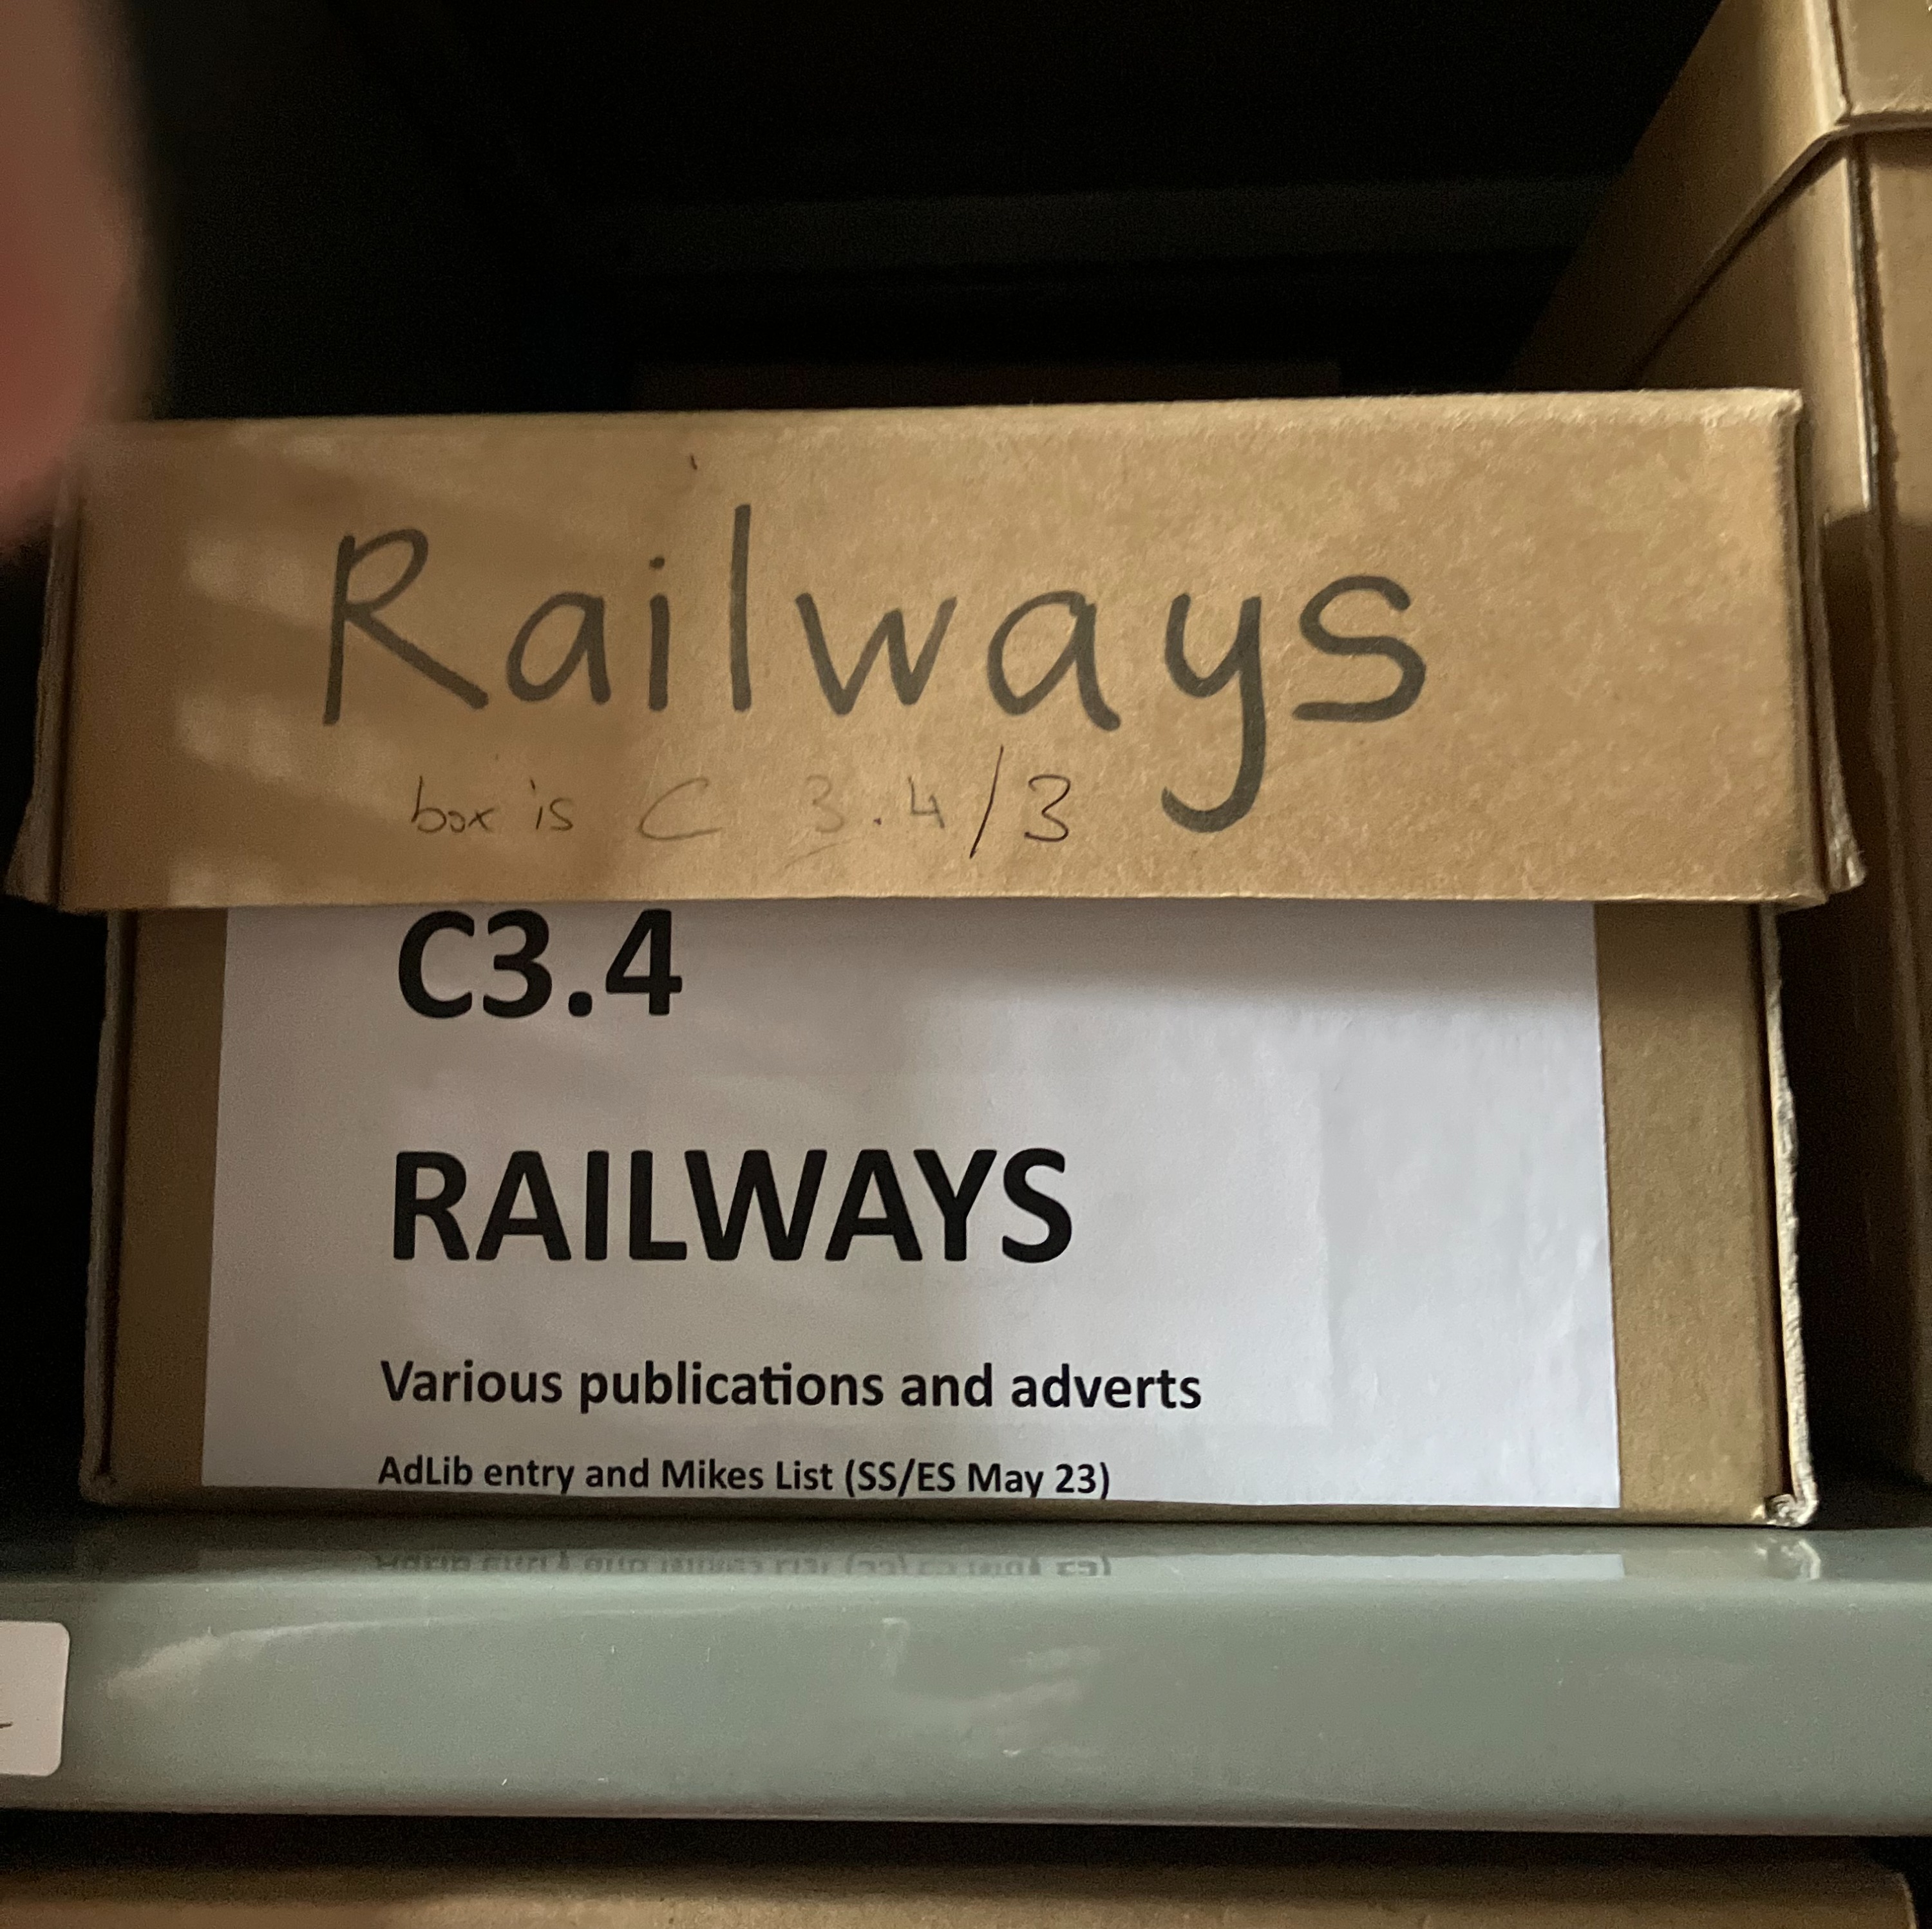 Railways
box is C 3.4/3
C3.4
RAILWAYS
Various publications and adverts
AdLib entry and Mikes List (SS/ES May 23)